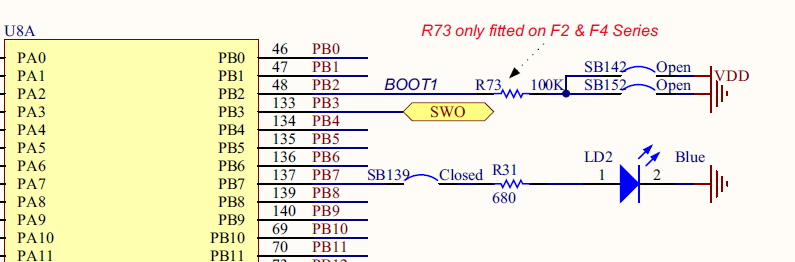 R73 only fitted on F2 & F4 Series
U8A
PA0 PB0 46 PB0
PA1 PB1 47 PB1 SB142 Open VDD
PA2 PB2 48 PB2 BOOT1 R73 100K SB152 Open
PA3 PB3 133 PB3 SWO
PA4 PB4 134 PB4
PA5 PB5 135 PB5
PA6 PB6 136 PB6 LD2 Blue
PA7 PB7 137 PB7 SB139 Closed R31 1 2
PA8 PB8 139 PB8 680
PA9 PB9 140 PB9
PA10 PB10 69 PB10
PA11 PB11 70 PB11